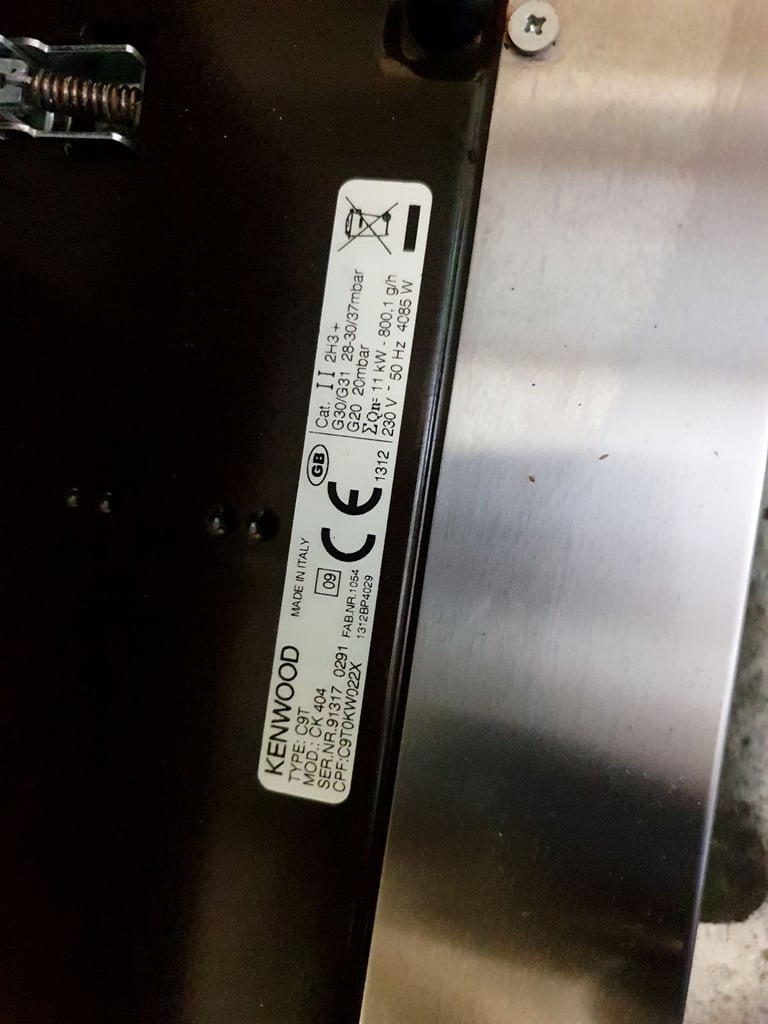 KENWOOD
MADE IN ITALY
TYPE: C9T
MOD.: CK 404
SER.NR.91317 0291
CPF:C9T0KW022X
09
FAB.NR.1054
1312BP4029
CE
GB
1312
Cat. II 2H3+
G30/G31 28-30/37mbar
G20 20mbar
ΣQn= 11 kW - 800,1 g/h
230 V ~ 50 Hz 4085 W